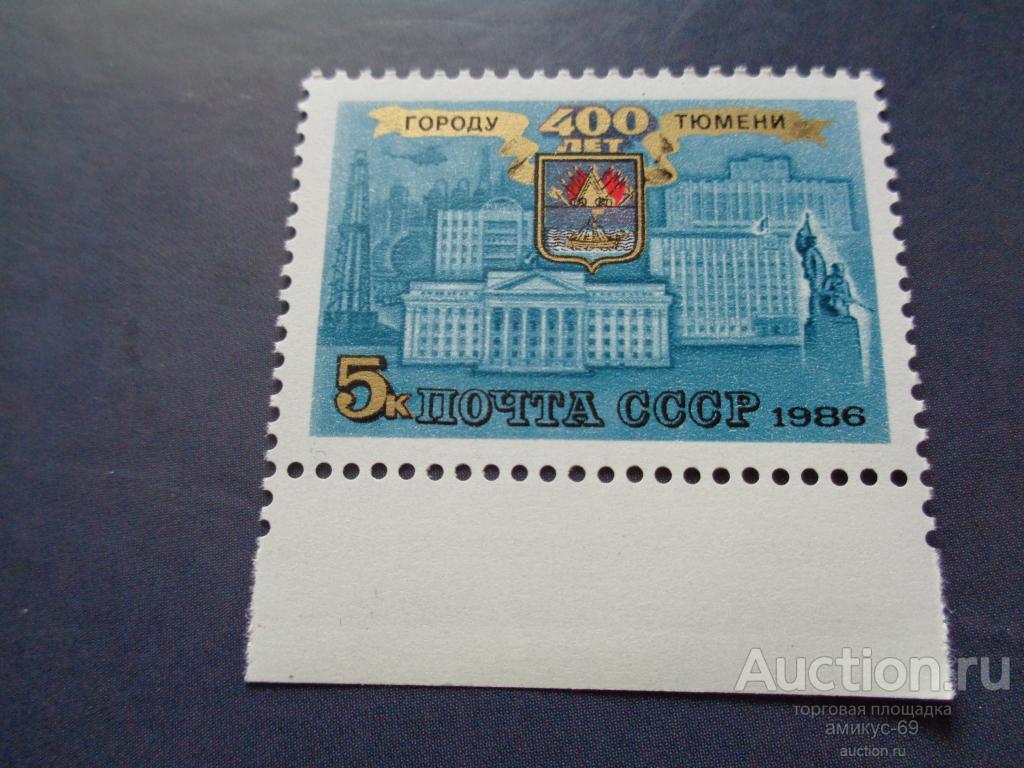 ГОРОДУ 400 ТЮМЕНИ
ЛЕТ
5к ПОЧТА СССР 1986
Auction.ru
торговая площадка
амикус-69
auction.ru